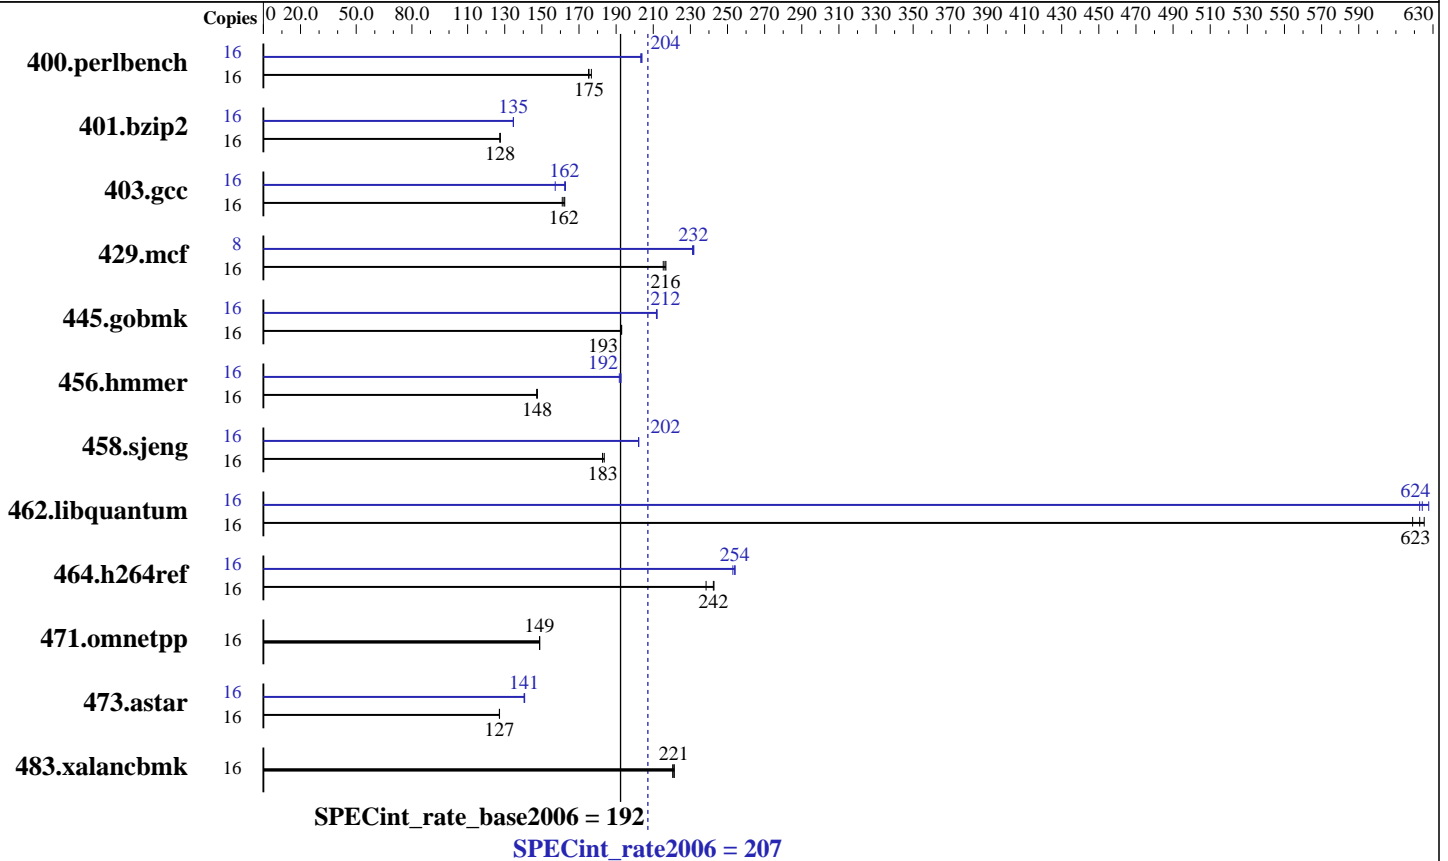 Copies 0 20.0 50.0 80.0 110 130 150 170 190 210 230 250 270 290 310 330 350 370 390 410 430 450 470 490 510 530 550 570 590 630
400.perlbench 16 204
16 175
401.bzip2 16 135
16 128
403.gcc 16 162
16 162
429.mcf 8 232
16 216
445.gobmk 16 212
16 193
456.hmmer 16 192
16 148
458.sjeng 16 202
16 183
462.libquantum 16 624
16 623
464.h264ref 16 254
16 242
471.omnetpp 16 149
473.astar 16 141
16 127
483.xalancbmk 16 221
SPECint_rate_base2006 = 192
SPECint_rate2006 = 207